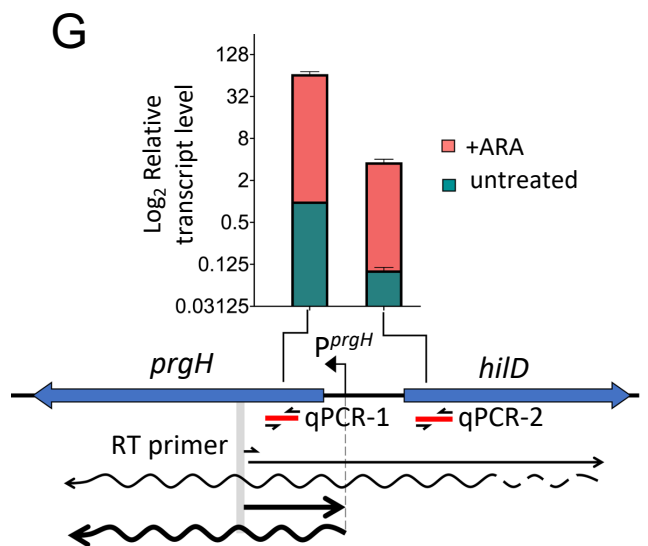 G
Log2 Relative
transcript level
128
32
8
2
0.5
0.125
0.03125
+ARA
untreated
PprgH
prgH
hilD
qPCR-1
qPCR-2
RT primer